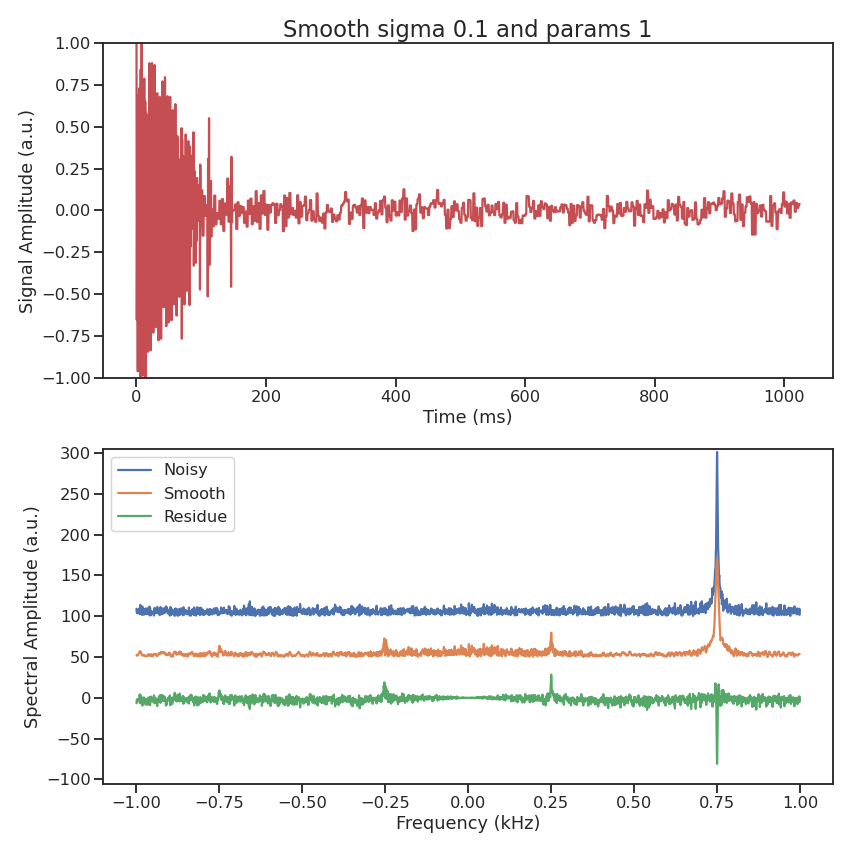 Smooth sigma 0.1 and params 1
Signal Amplitude (a.u.)
1.00
0.75
0.50
0.25
0.00
−0.25
−0.50
−0.75
−1.00
0 200 400 600 800 1000
Time (ms)
Spectral Amplitude (a.u.)
300
250
200
150
100
50
0
−50
−100
Noisy
Smooth
Residue
−1.00 −0.75 −0.50 −0.25 0.00 0.25 0.50 0.75 1.00
Frequency (kHz)